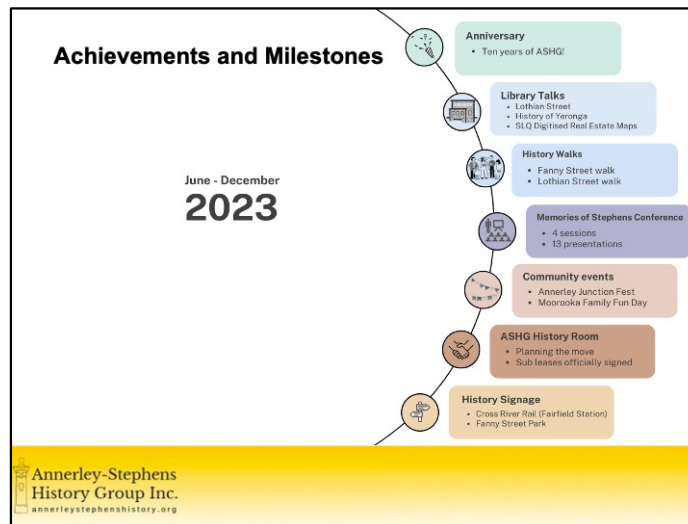 Achievements and Milestones
June - December
2023
Anniversary
• Ten years of ASHG!
Library Talks
• Lothian Street
• History of Yeronga
• SLQ Digitised Real Estate Maps
History Walks
• Fanny Street walk
• Lothian Street walk
Memories of Stephens Conference
• 4 sessions
• 13 presentations
Community events
• Annerley Junction Fest
• Moorooka Family Fun Day
ASHG History Room
• Planning the move
• Sub leases officially signed
History Signage
• Cross River Rail (Fairfield Station)
• Fanny Street Park
Annerley-Stephens
History Group Inc.
annerleystephenshistory.org